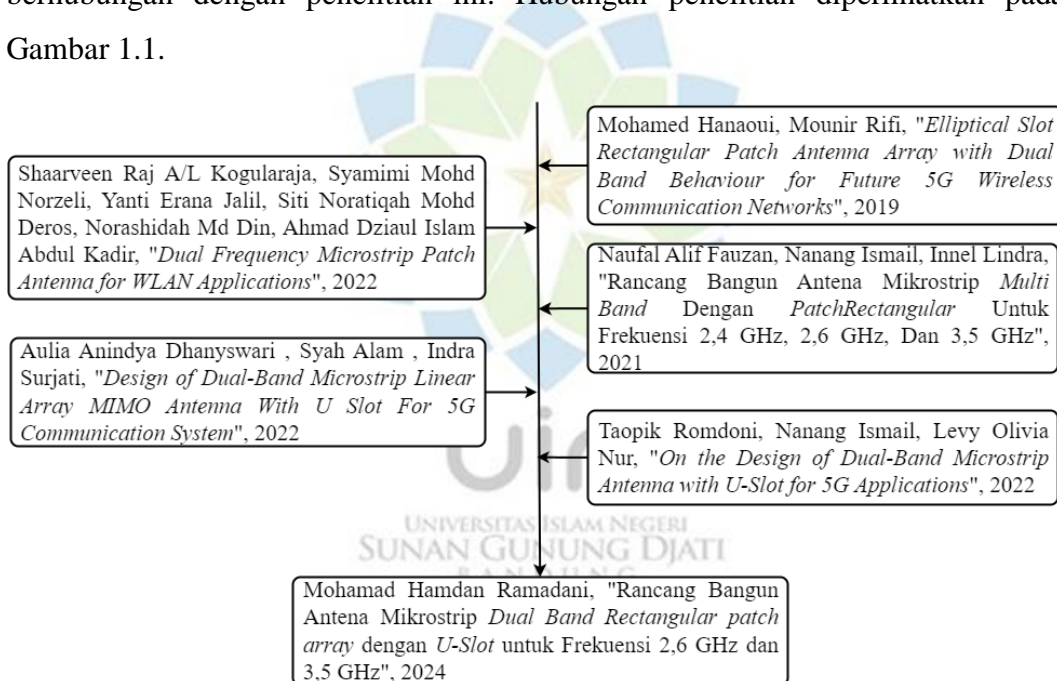 Gambar 1.1.
Mohamed Hanaoui, Mounir Rifi, "Elliptical Slot
Rectangular Patch Antenna Array with Dual
Band Behaviour for Future 5G Wireless
Communication Networks", 2019
Shaarveen Raj A/L Kogularaja, Syamimi Mohd
Norzeli, Yanti Erana Jalil, Siti Noratiqah Mohd
Deros, Norashidah Md Din, Ahmad Dziaul Islam
Abdul Kadir, "Dual Frequency Microstrip Patch
Antenna for WLAN Applications", 2022
Naufal Alif Fauzan, Nanang Ismail, Innel Lindra,
"Rancang Bangun Antena Mikrostrip Multi
Band Dengan PatchRectangular Untuk
Frekuensi 2,4 GHz, 2,6 GHz, Dan 3,5 GHz",
2021
Aulia Anindya Dhanyswari , Syah Alam , Indra
Surjati, "Design of Dual-Band Microstrip Linear
Array MIMO Antenna With U Slot For 5G
Communication System", 2022
Taopik Romdoni, Nanang Ismail, Levy Olivia
Nur, "On the Design of Dual-Band Microstrip
Antenna with U-Slot for 5G Applications", 2022
UNIVERSITAS ISLAM NEGERI
SUNAN GUNUNG DJATI
Mohamad Hamdan Ramadani, "Rancang Bangun
Antena Mikrostrip Dual Band Rectangular patch
array dengan U-Slot untuk Frekuensi 2,6 GHz dan
3,5 GHz", 2024